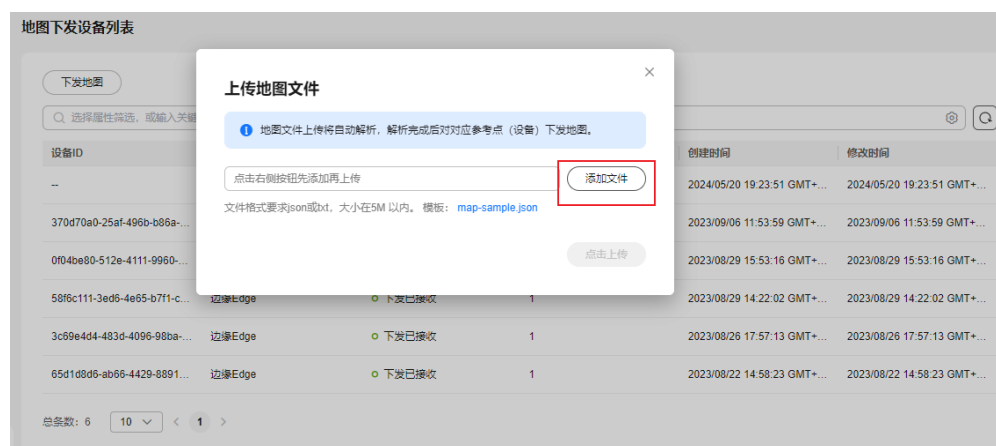 地图下发设备列表
下发地图
选择属性筛选，或输入关键
设备ID
创建时间
修改时间
上传地图文件
地图文件上传将自动解析，解析完成后对对应参考点（设备）下发地图。
点击右侧按钮先添加再上传
添加文件
文件格式要求json或txt，大小在5M 以内。 模板： map-sample.json
点击上传
-- 2024/05/20 19:23:51 GMT+... 2024/05/20 19:23:51 GMT+...
370d70a0-25af-496b-b86a-... 2023/09/06 11:53:59 GMT+... 2023/09/06 11:53:59 GMT+...
0f04be80-512e-4111-9960-... 2023/08/29 15:53:16 GMT+... 2023/08/29 15:53:16 GMT+...
58f6c111-3ed6-4e65-b7f1-c... 边缘Edge 下发已接收 1 2023/08/29 14:22:02 GMT+... 2023/08/29 14:22:02 GMT+...
3c69e4d4-483d-4096-98ba-... 边缘Edge 下发已接收 1 2023/08/26 17:57:13 GMT+... 2023/08/26 17:57:13 GMT+...
65d1d8d6-ab66-4429-8891... 边缘Edge 下发已接收 1 2023/08/22 14:58:23 GMT+... 2023/08/22 14:58:23 GMT+...
总条数：6 10 < 1 >